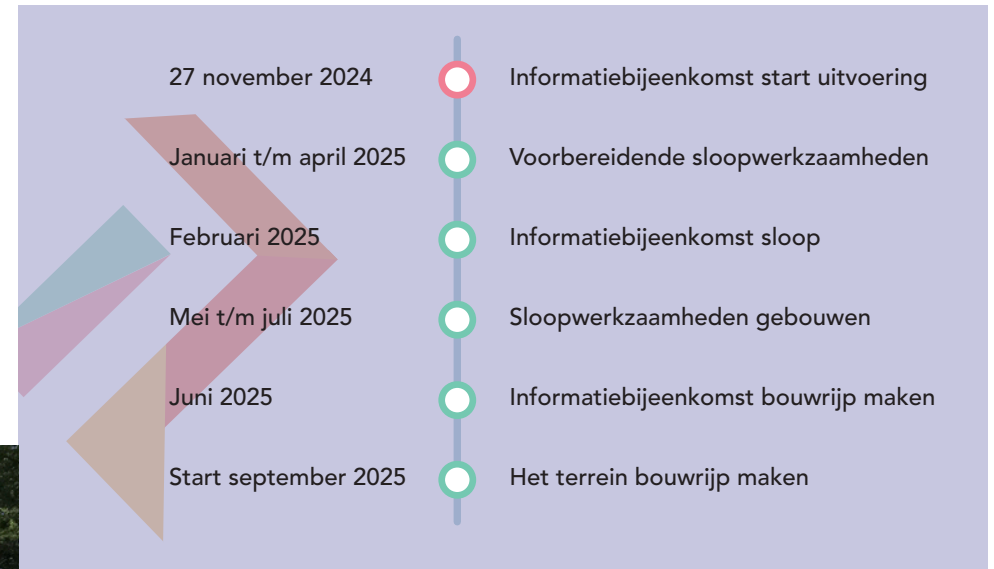 27 november 2024 Informatiebijeenkomst start uitvoering
Januari t/m april 2025 Voorbereidende sloopwerkzaamheden
Februari 2025 Informatiebijeenkomst sloop
Mei t/m juli 2025 Sloopwerkzaamheden gebouwen
Juni 2025 Informatiebijeenkomst bouwrijp maken
Start september 2025 Het terrein bouwrijp maken